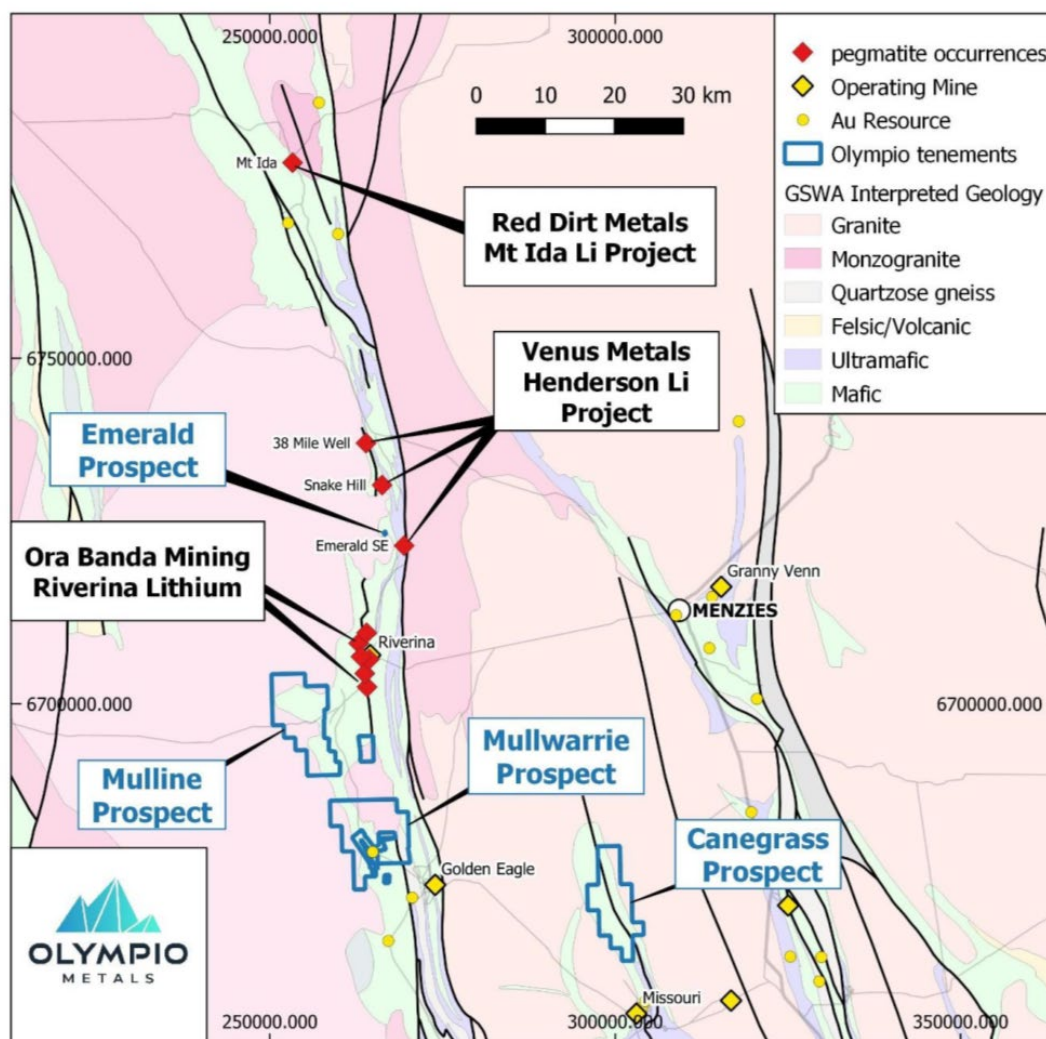 250000.000
300000.000
0 10 20 30 km
pegmatite occurrences
Operating Mine
Au Resource
Olympio tenements
GSWA Interpreted Geology
Granite
Monzogranite
Quartzose gneiss
Felsic/Volcanic
Ultramafic
Mafic
Mt Ida
Red Dirt Metals
Mt Ida Li Project
6750000.000
Venus Metals
Henderson Li
Project
Emerald
Prospect
38 Mile Well
Snake Hill
Emerald SE
Ora Banda Mining
Riverina Lithium
Granny Venn
MENZIES
Riverina
6700000.000
6700000.000
Mulline
Prospect
Mullwarrie
Prospect
Canegrass
Prospect
Golden Eagle
OLYMPIO
METALS
Missouri
250000.000
300000.000
350000.000